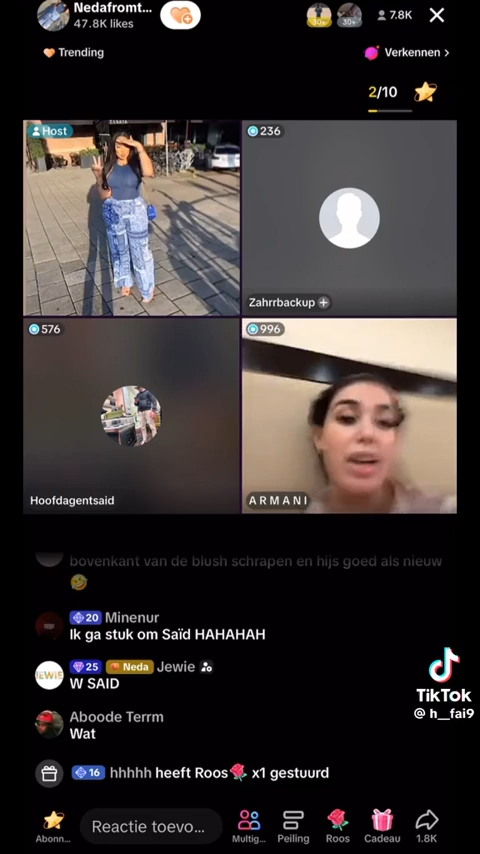 Nedafromt...
47.8K likes
30+
30+
7.8K
Trending
Verkennen >
2/10
Host
236
Zahrrbackup
576
996
Hoofdagentsaid
ARMANI
bovenkant van de blush schrapen en hijs goed als nieuw
🤣
20 Minenur
Ik ga stuk om Saïd HAHAHAH
JEWIE
25 Neda Jewie
W SAID
Aboode Terrm
Wat
16 hhhhh heeft Roos🌹 x1 gestuurd
TikTok
@ h__fai9
Abonn...
Reactie toevo...
Multig...
Peiling
Roos
Cadeau
1.8K